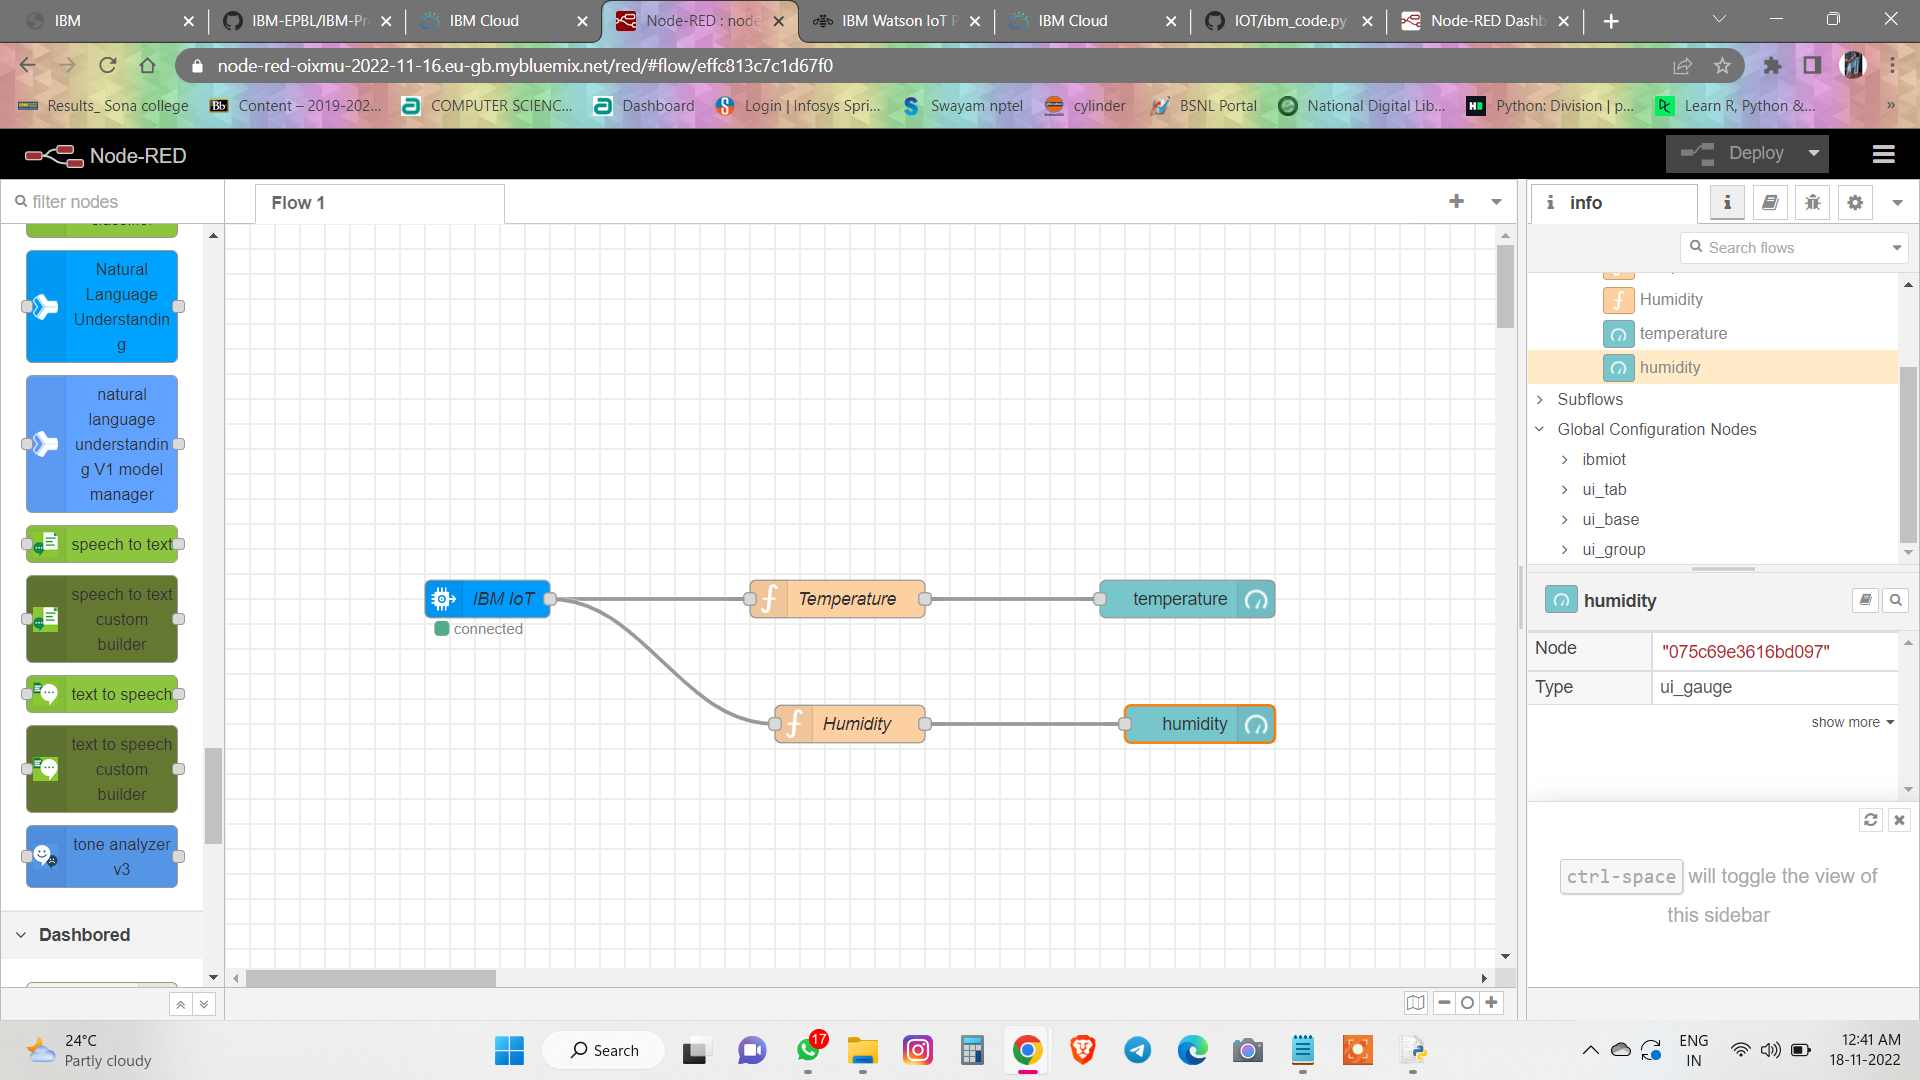 IBM
IBM-EPBL/IBM-Pr
IBM Cloud
Node-RED : node
IBM Watson IoT P
IBM Cloud
IOT/ibm_code.py
Node-RED Dashb
node-red-oixmu-2022-11-16.eu-gb.mybluemix.net/red/#flow/effc813c7c1d67f0
Results_ Sona college
Bb
Content – 2019-202...
COMPUTER SCIENC...
Dashboard
Login | Infosys Spri...
Swayam nptel
cylinder
BSNL Portal
National Digital Lib...
Python: Division | p...
Learn R, Python &...
»
Node-RED
Deploy
filter nodes
Flow 1
info
Search flows
Natural
Language
Understandin
g
natural
language
understandin
g V1 model
manager
speech to text
speech to text
custom
builder
text to speech
text to speech
custom
builder
tone analyzer
v3
Dashbored
IBM IoT
connected
Temperature
temperature
Humidity
humidity
Humidity
temperature
humidity
Subflows
Global Configuration Nodes
ibmiot
ui_tab
ui_base
ui_group
humidity
Node
"075c69e3616bd097"
Type
ui_gauge
show more
ctrl-space will toggle the view of
this sidebar
24°C
Partly cloudy
Search
17
ENG
IN
12:41 AM
18-11-2022